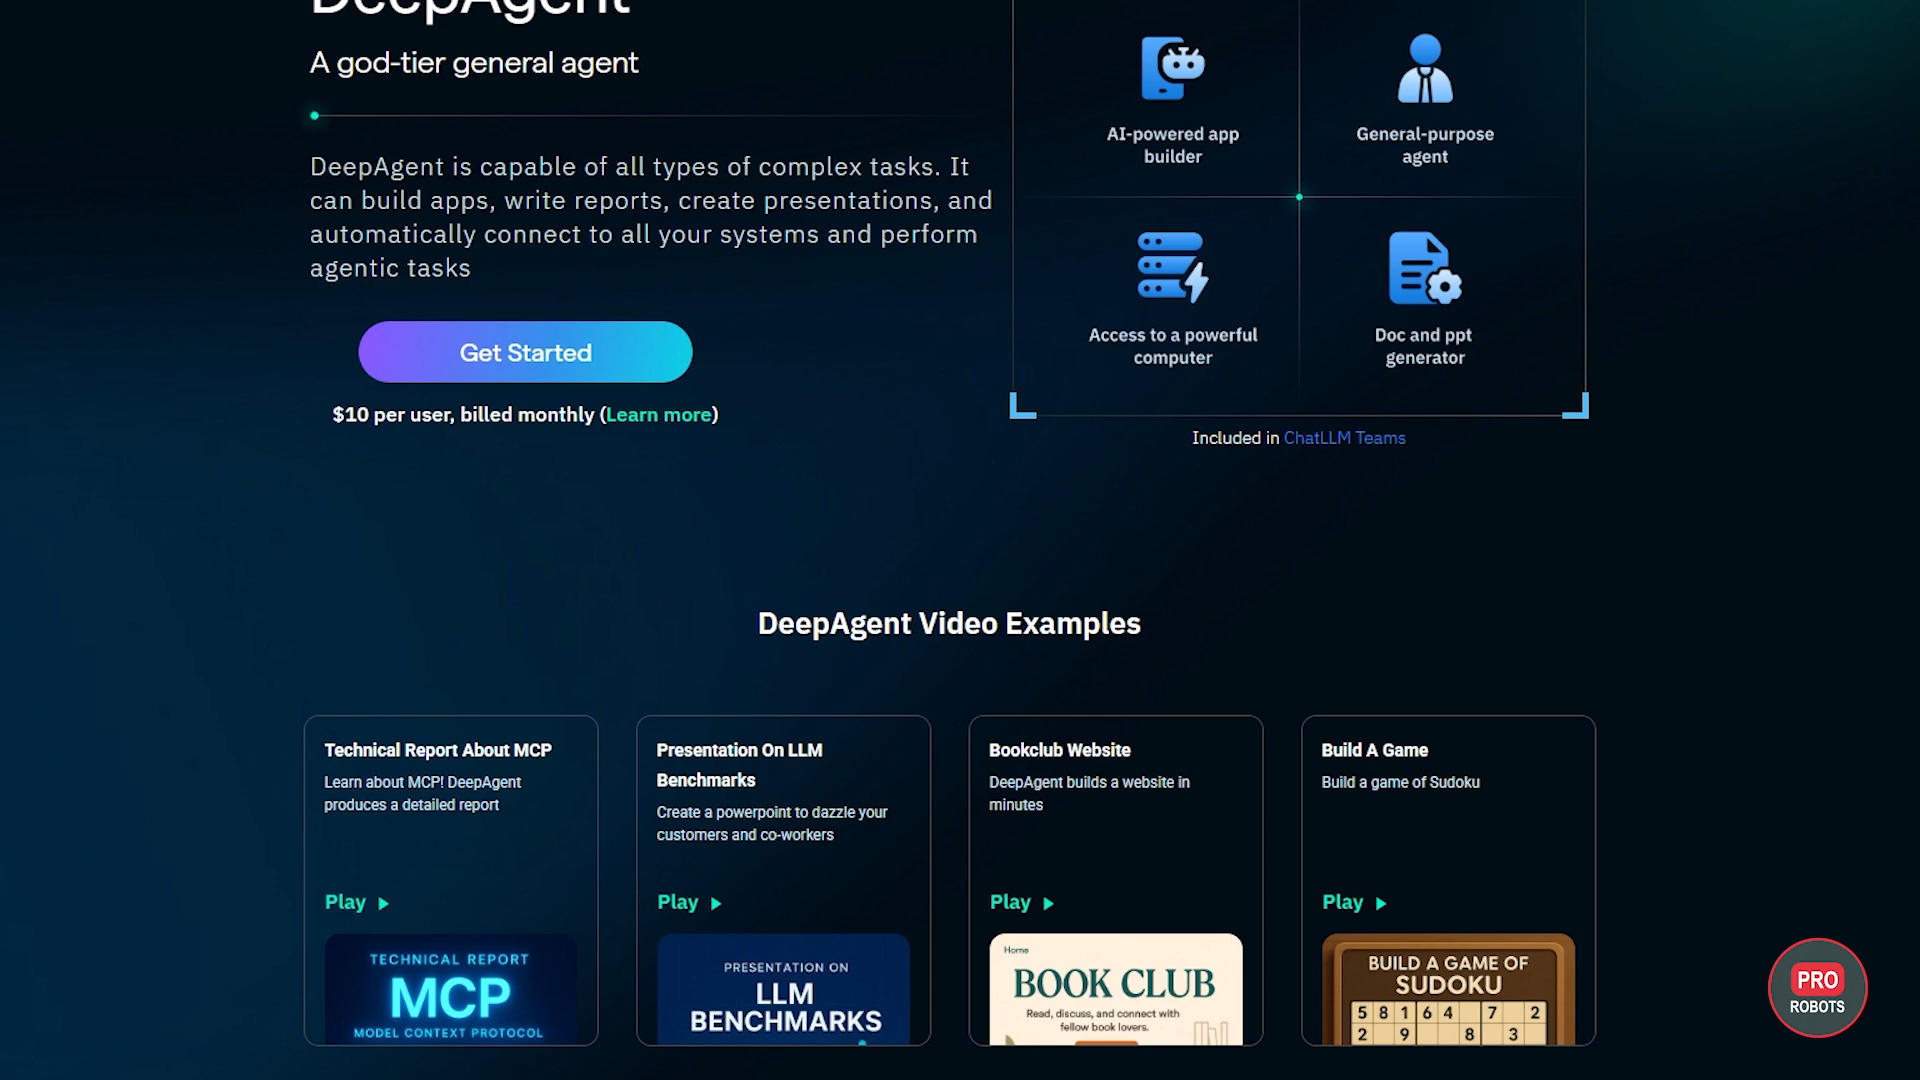 DeepAgent
A god-tier general agent
DeepAgent is capable of all types of complex tasks. It
can build apps, write reports, create presentations, and
automatically connect to all your systems and perform
agentic tasks
Get Started
$10 per user, billed monthly (Learn more)
AI-powered app
builder
General-purpose
agent
Access to a powerful
computer
Doc and ppt
generator
Included in ChatLLM Teams
DeepAgent Video Examples
Technical Report About MCP
Learn about MCP! DeepAgent
produces a detailed report
Play
TECHNICAL REPORT
MCP
MODEL CONTEXT PROTOCOL
Presentation On LLM
Benchmarks
Create a powerpoint to dazzle your
customers and co-workers
Play
PRESENTATION ON
LLM
BENCHMARKS
Bookclub Website
DeepAgent builds a website in
minutes
Play
Home
BOOK CLUB
Read, discuss, and connect with
fellow book lovers.
Build A Game
Build a game of Sudoku
Play
BUILD A GAME OF
SUDOKU
5 8 1 6 4 7 2
2 9 8 3
PRO
ROBOTS